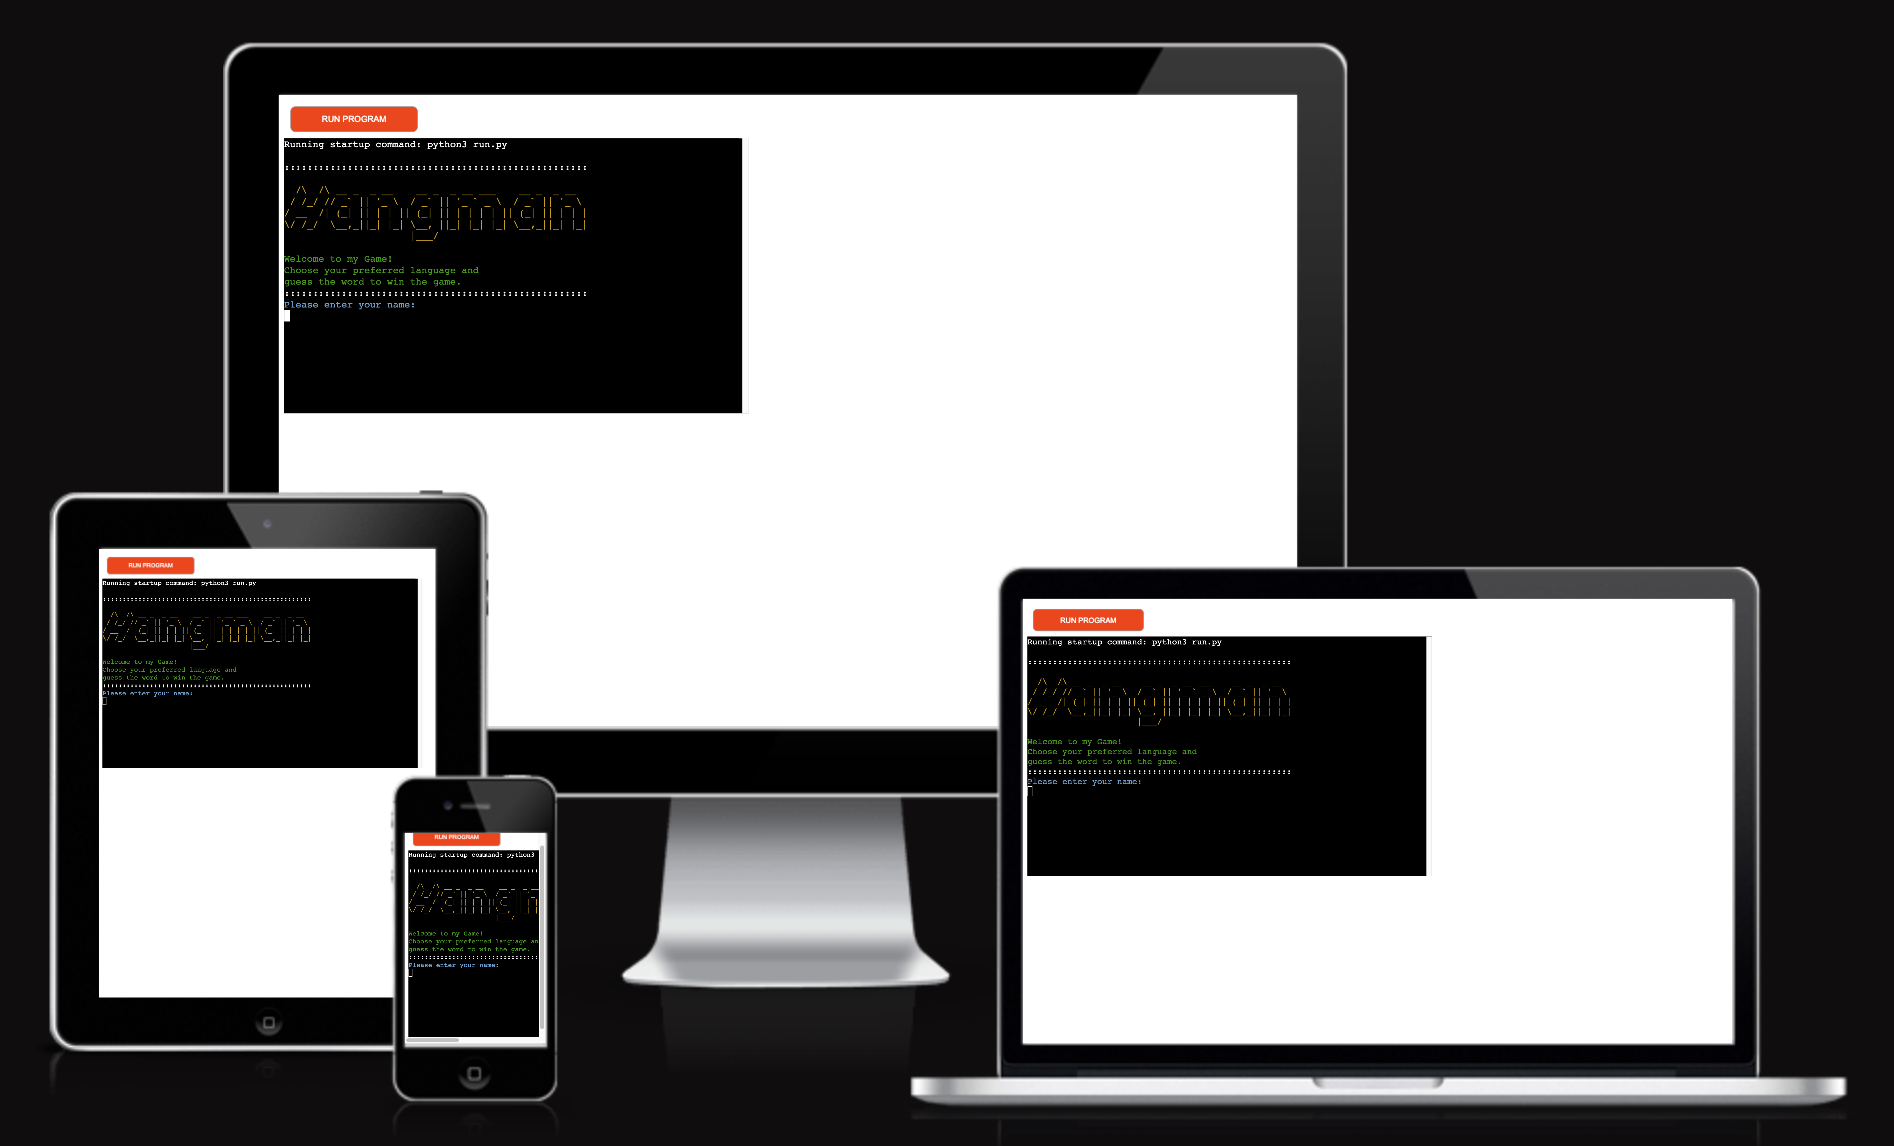 RUN PROGRAM
Running startup command: python3 run.py
Hangman
Welcome to my Game!
Choose your preferred language and
guess the word to win the game.
Please enter your name:
RUN PROGRAM
Running startup command: python3 run.py
Hangman
Welcome to my Game!
Choose your preferred language and
guess the word to win the game.
Please enter your name:
RUN PROGRAM
Running startup command: python3
Hangn
Welcome to my Game!
Choose your preferred language an
guess the word to win the game.
Please enter your name:
RUN PROGRAM
Running startup command: python3 run.py
Hangman
Welcome to my Game!
Choose your preferred language and
guess the word to win the game.
Please enter your name: